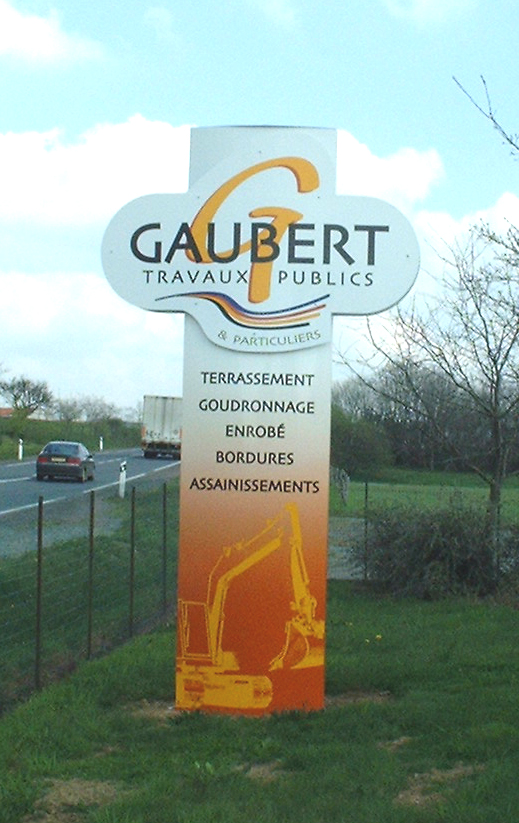 G
GAUBERT
TRAVAUX PUBLICS
& PARTICULIERS
TERRASSEMENT
GOUDRONNAGE
ENROBÉ
BORDURES
ASSAINISSEMENTS